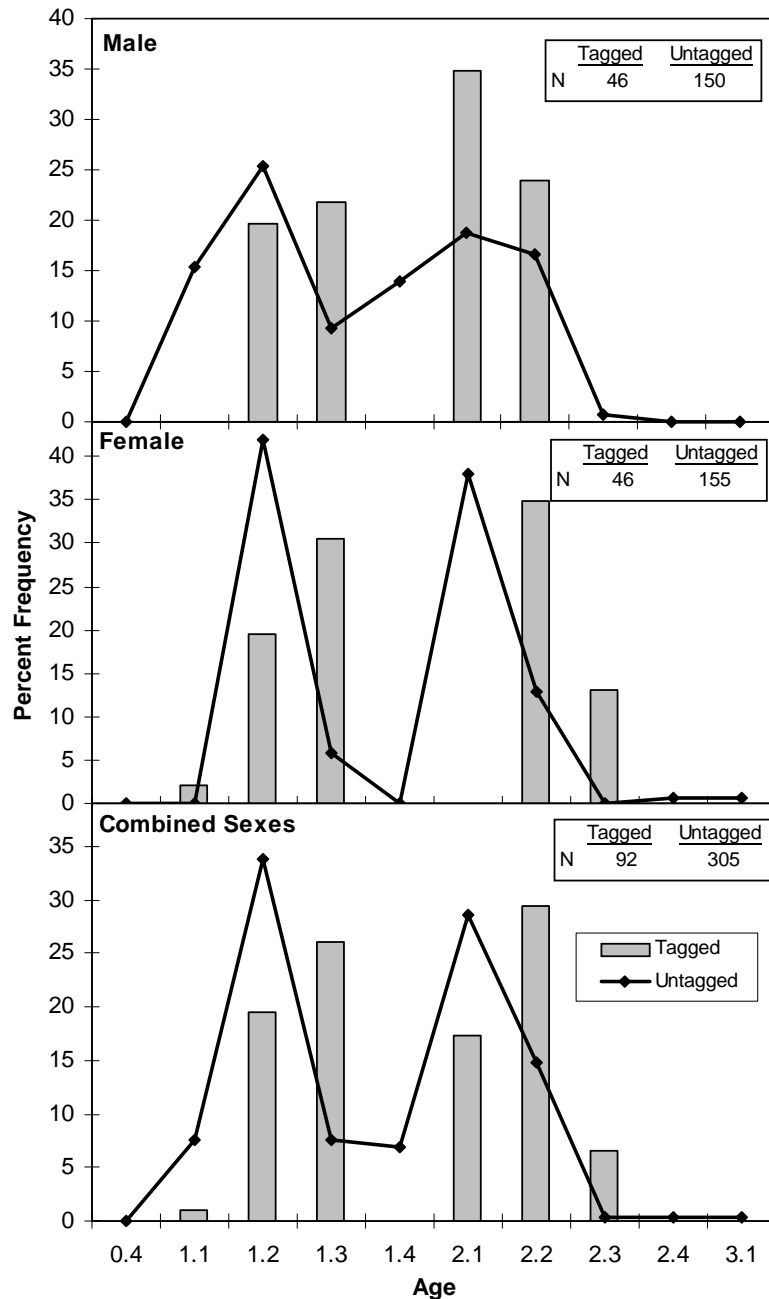 Male
Tagged Untagged
N 46 150
40
35
30
25
20
15
10
5
0
Female
Tagged Untagged
N 46 155
40
35
30
25
20
15
10
5
0
Percent Frequency
Combined Sexes
Tagged Untagged
N 92 305
35
30
25
20
15
10
5
0
Tagged
Untagged
0.4 1.1 1.2 1.3 1.4 2.1 2.2 2.3 2.4 3.1
Age